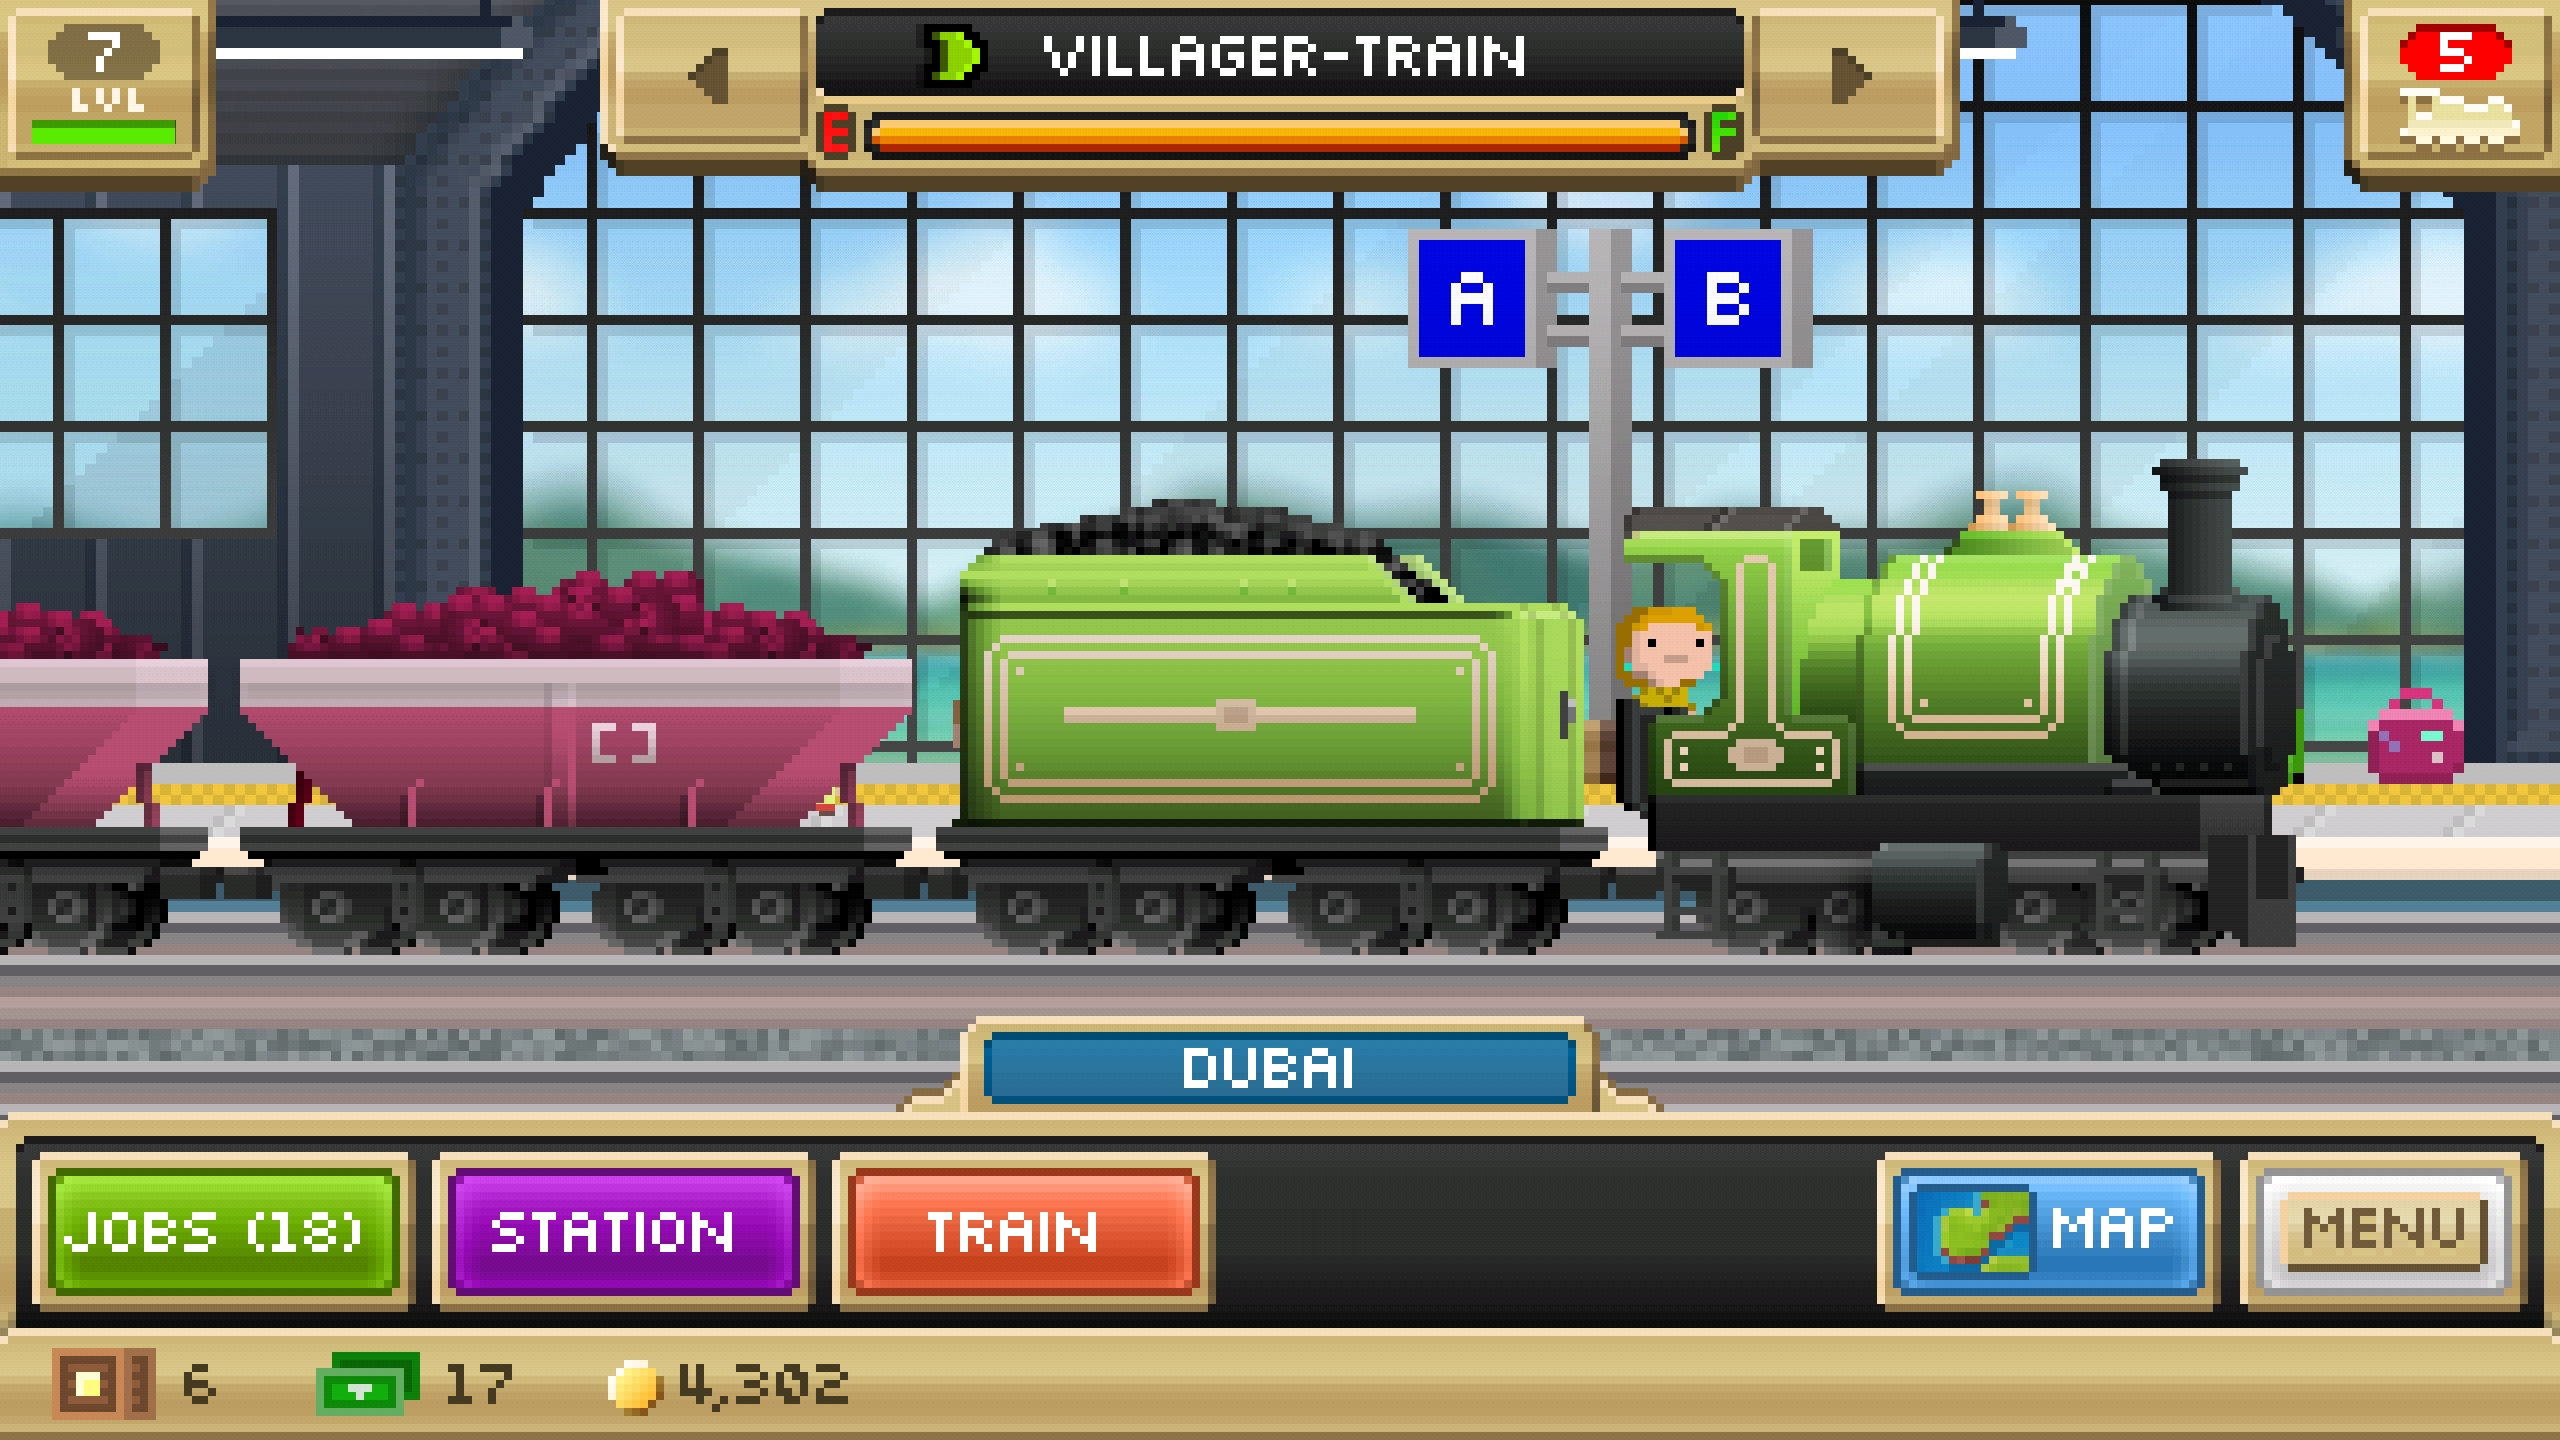 7
LVL
VILLAGER-TRAIN
E F
5
A B
DUBAI
JOBS (18) STATION TRAIN MAP MENU
6 17 4,302